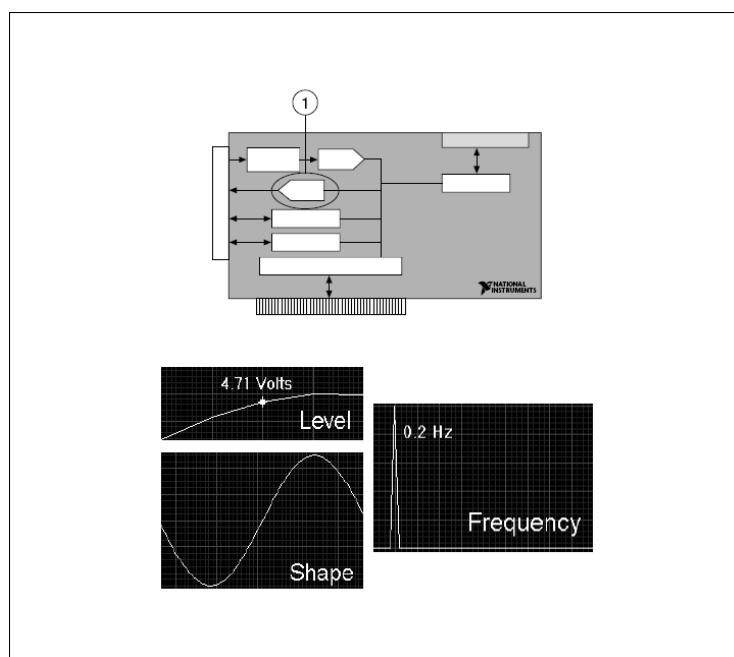 1
NATIONAL
INSTRUMENTS
4.71 Volts
Level
0.2 Hz
Frequency
Shape